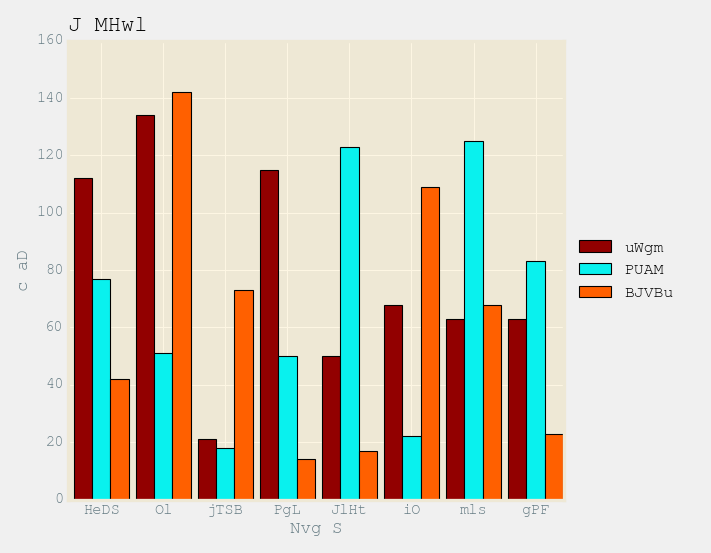 J MHwl
160
140
120
100
80
60
40
20
0
c aD
HeDS Ol jTSB PgL JlHt iO mls gPF
Nvg S
uWgm
PUAM
BJVBu